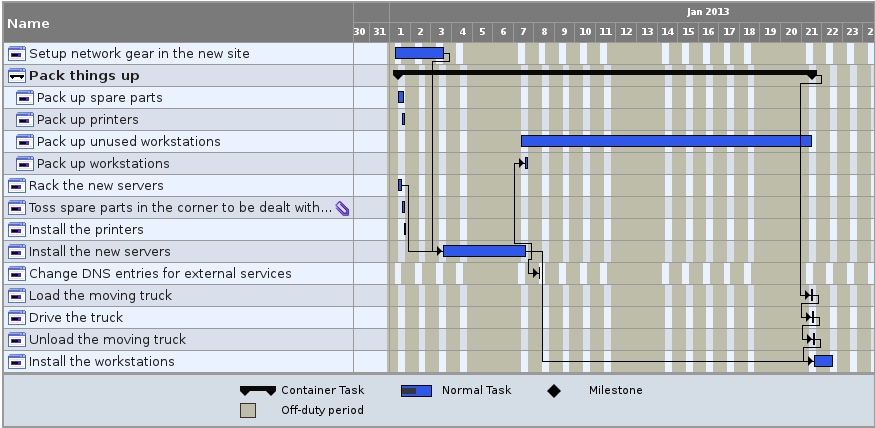 Name
Jan 2013
30 31 1 2 3 4 5 6 7 8 9 10 11 12 13 14 15 16 17 18 19 20 21 22 23 2
Setup network gear in the new site
Pack things up
Pack up spare parts
Pack up printers
Pack up unused workstations
Pack up workstations
Rack the new servers
Toss spare parts in the corner to be dealt with...
Install the printers
Install the new servers
Change DNS entries for external services
Load the moving truck
Drive the truck
Unload the moving truck
Install the workstations
Container Task Normal Task Milestone
Off-duty period